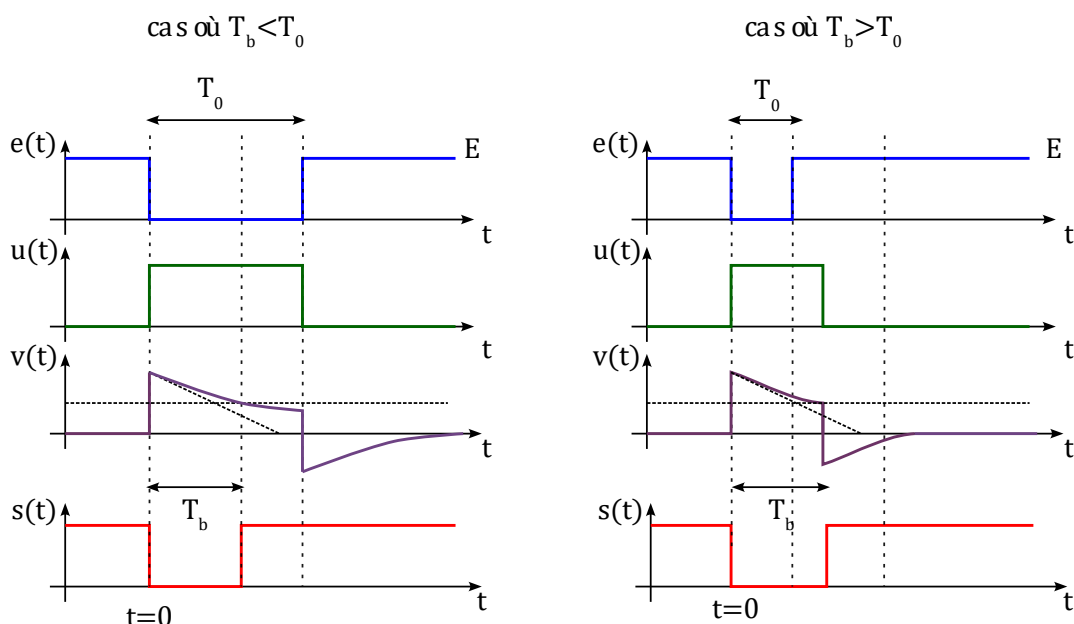 cas où T_b<T_0
T_0
e(t)
E
t
u(t)
t
v(t)
t
T_b
s(t)
t
t=0
cas où T_b>T_0
T_0
e(t)
E
t
u(t)
t
v(t)
t
T_b
s(t)
t
t=0